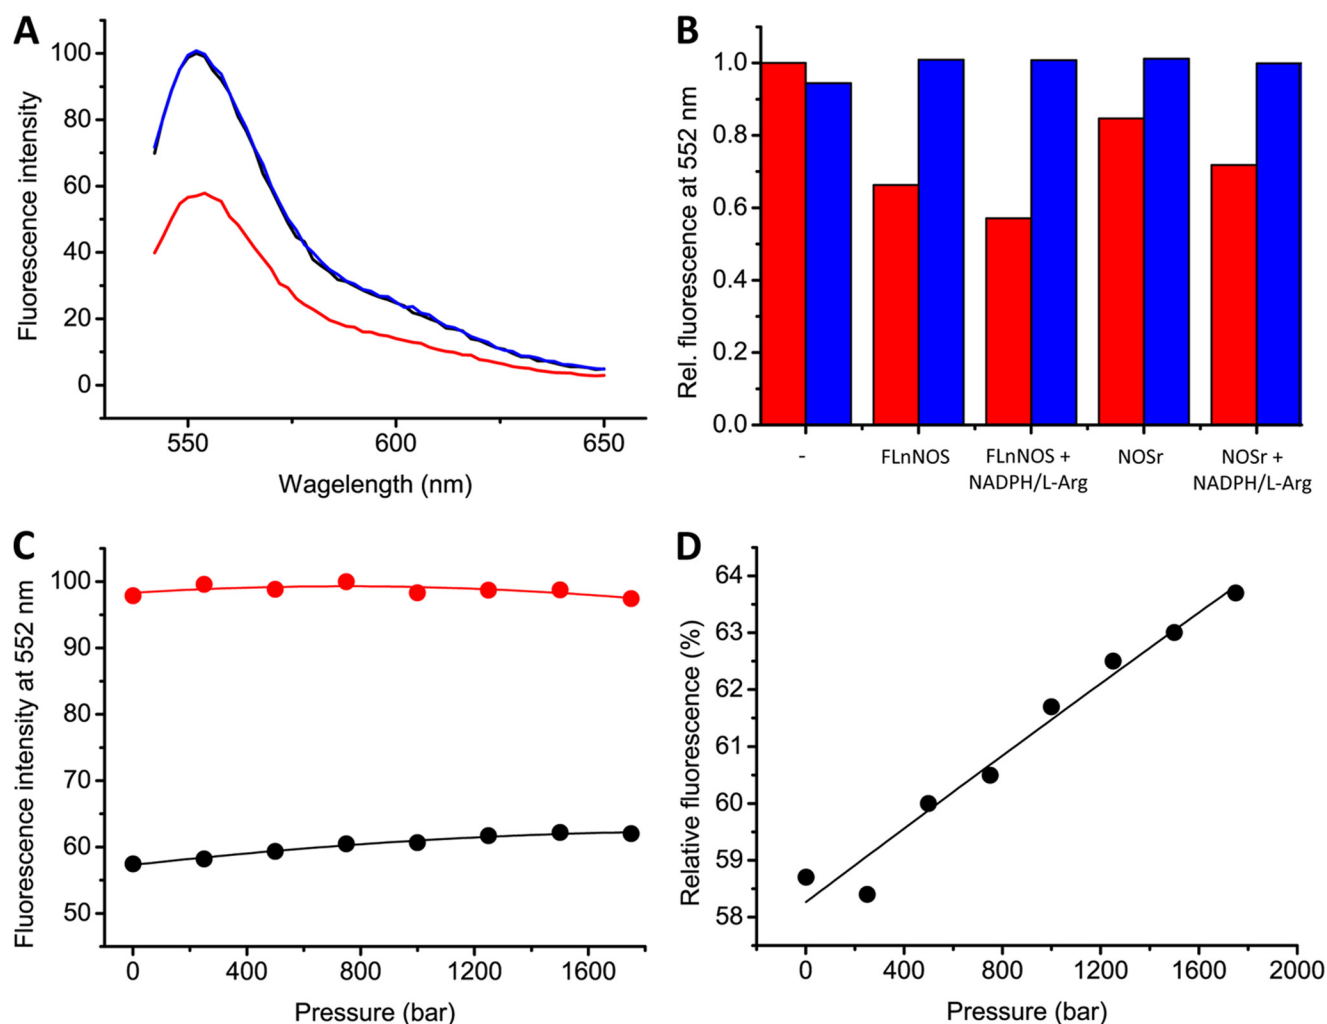 A
Fluorescence intensity
100
80
60
40
20
0
550
600
650
Wagelength (nm)
B
Rel. fluorescence at 552 nm
1.0
0.8
0.6
0.4
0.2
0.0
-
FLnNOS
FLnNOS +
NADPH/L-Arg
NOSr
NOSr +
NADPH/L-Arg
C
Fluorescence intensity at 552 nm
100
90
80
70
60
50
0
400
800
1200
1600
Pressure (bar)
D
Relative fluorescence (%)
64
63
62
61
60
59
58
0
400
800
1200
1600
2000
Pressure (bar)